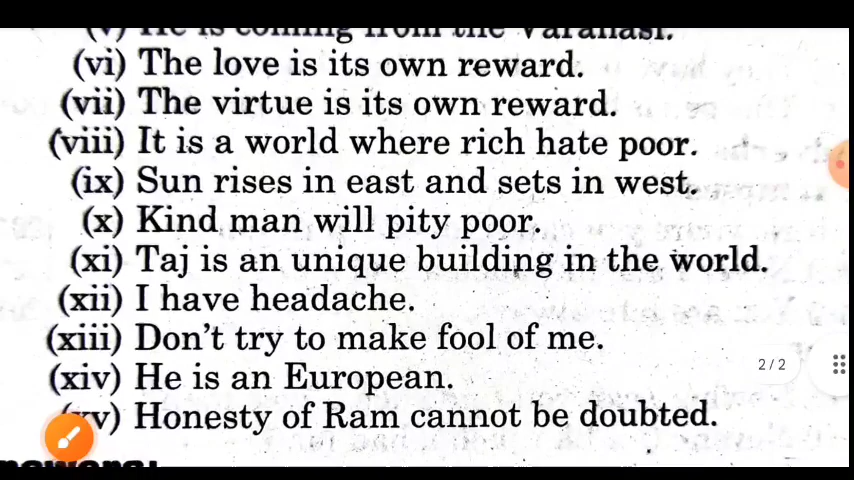 (v) He is coming from the Varanasi.
(vi) The love is its own reward.
(vii) The virtue is its own reward.
(viii) It is a world where rich hate poor.
(ix) Sun rises in east and sets in west.
(x) Kind man will pity poor.
(xi) Taj is an unique building in the world.
(xii) I have headache.
(xiii) Don't try to make fool of me.
2/2
(xiv) He is an European.
(xv) Honesty of Ram cannot be doubted.